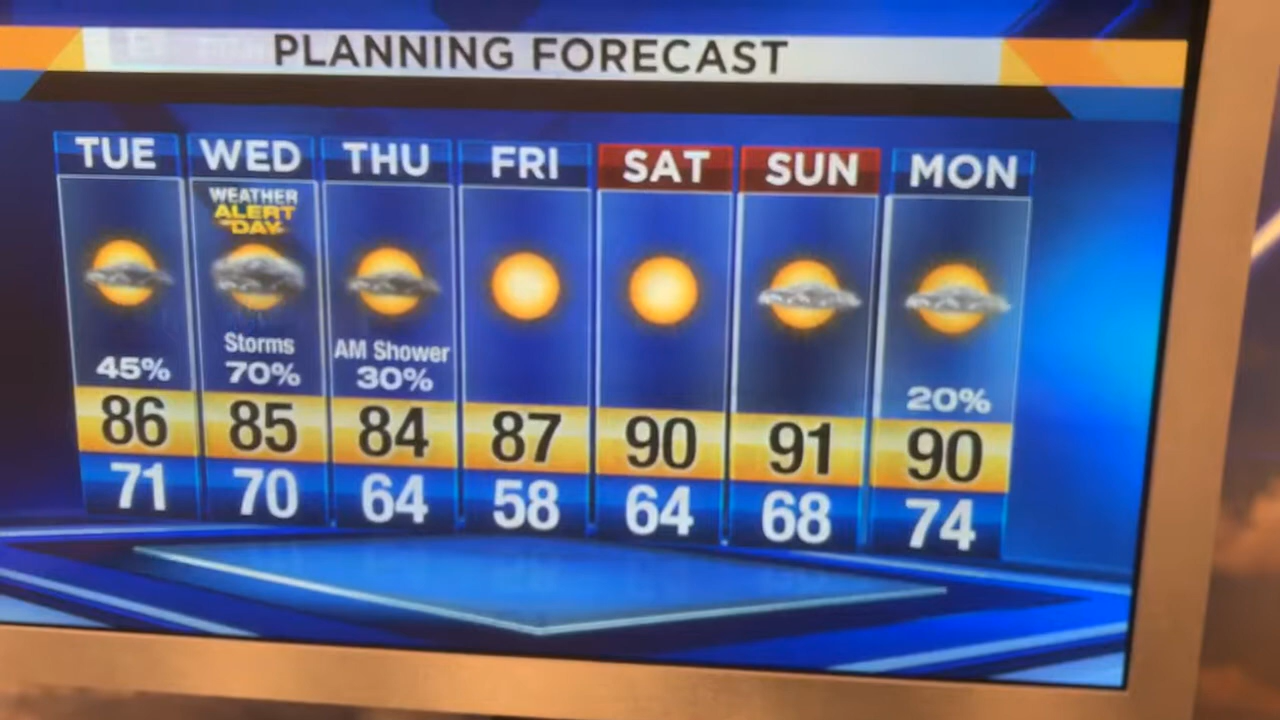 PLANNING FORECAST
TUE WED THU FRI SAT SUN MON
WEATHER
ALERT
DAY
Storms AM Shower
45% 70% 30% 20%
86 85 84 87 90 91 90
71 70 64 58 64 68 74